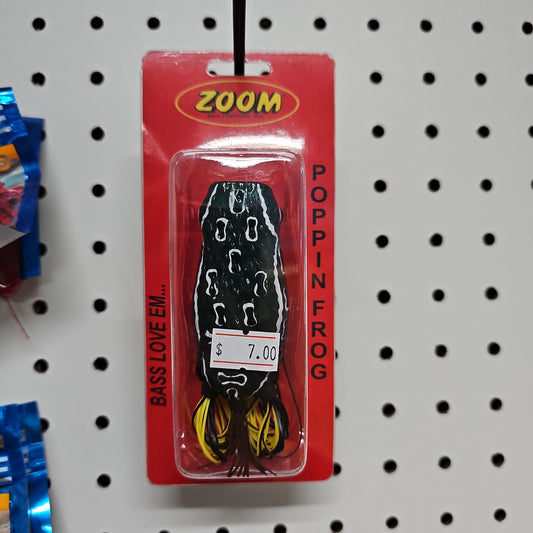 ZOOM
BASS LOVE EM...
POPPIN FROG
$ 7.00